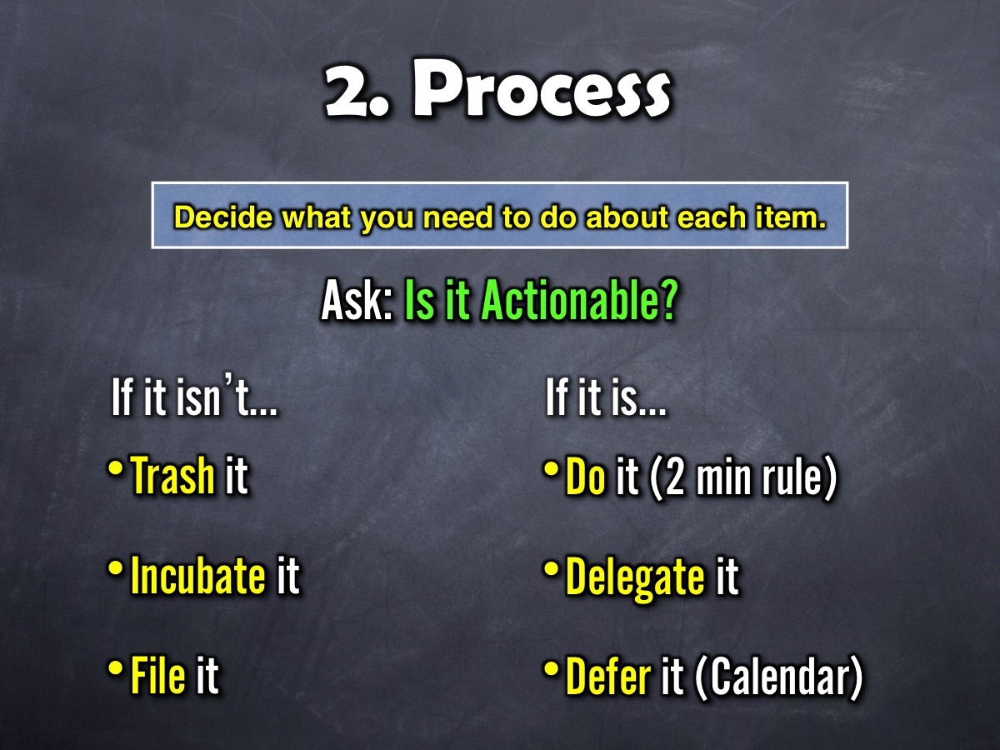 2. Process
Decide what you need to do about each item.
Ask: Is it Actionable?
If it isn’t...
•Trash it
•Incubate it
•File it
If it is...
•Do it (2 min rule)
•Delegate it
•Defer it (Calendar)